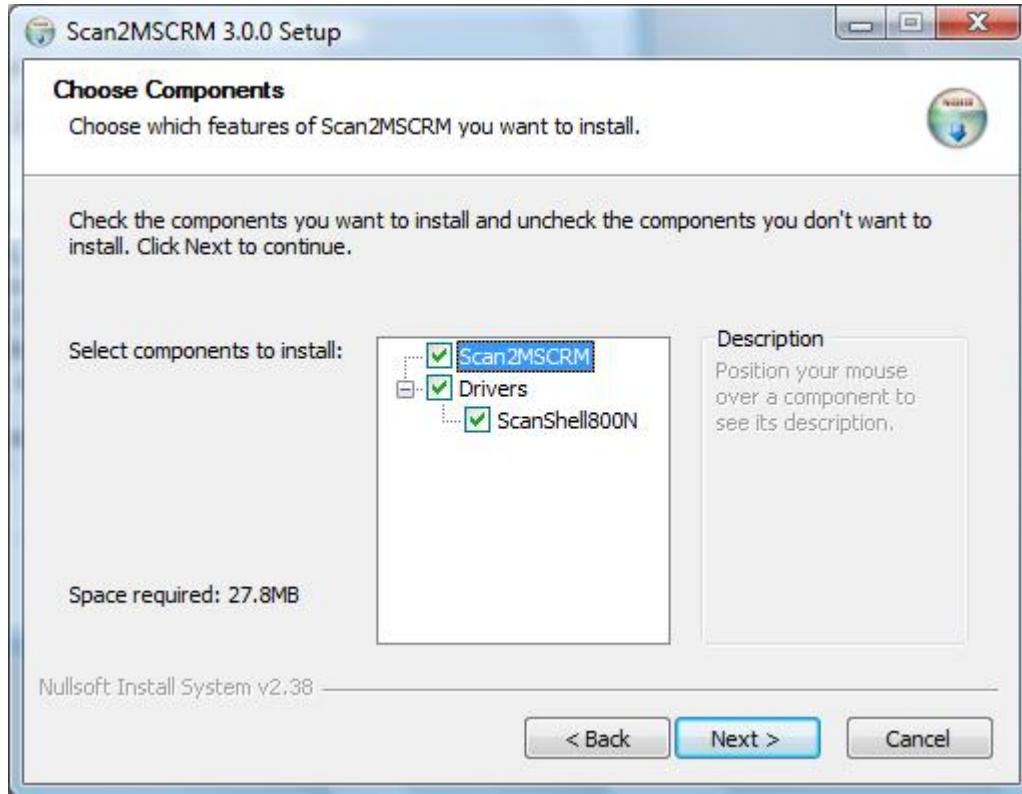 Scan2MSCRM 3.0.0 Setup
Choose Components
Choose which features of Scan2MSCRM you want to install.
Check the components you want to install and uncheck the components you don't want to
install. Click Next to continue.
Select components to install:
Scan2MSCRM
Drivers
ScanShell800N
Description
Position your mouse
over a component to
see its description.
Space required: 27.8MB
Nullsoft Install System v2.38
< Back
Next >
Cancel